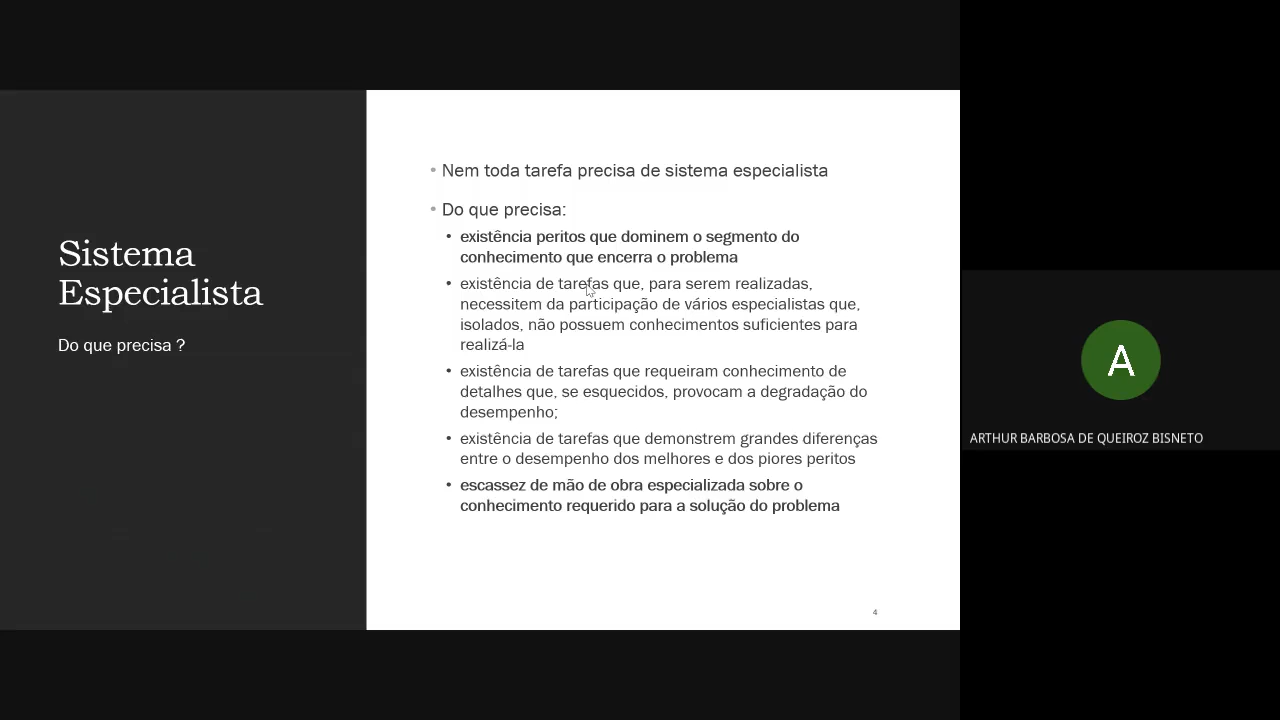 Sistema
Especialista
Do que precisa ?
• Nem toda tarefa precisa de sistema especialista
• Do que precisa:
• existência peritos que dominem o segmento do
conhecimento que encerra o problema
• existência de tarefas que, para serem realizadas,
necessitem da participação de vários especialistas que,
isolados, não possuem conhecimentos suficientes para
realizá-la
• existência de tarefas que requeiram conhecimento de
detalhes que, se esquecidos, provocam a degradação do
desempenho;
• existência de tarefas que demonstrem grandes diferenças
entre o desempenho dos melhores e dos piores peritos
• escassez de mão de obra especializada sobre o
conhecimento requerido para a solução do problema
4
A
ARTHUR BARBOSA DE QUEIROZ BISNETO